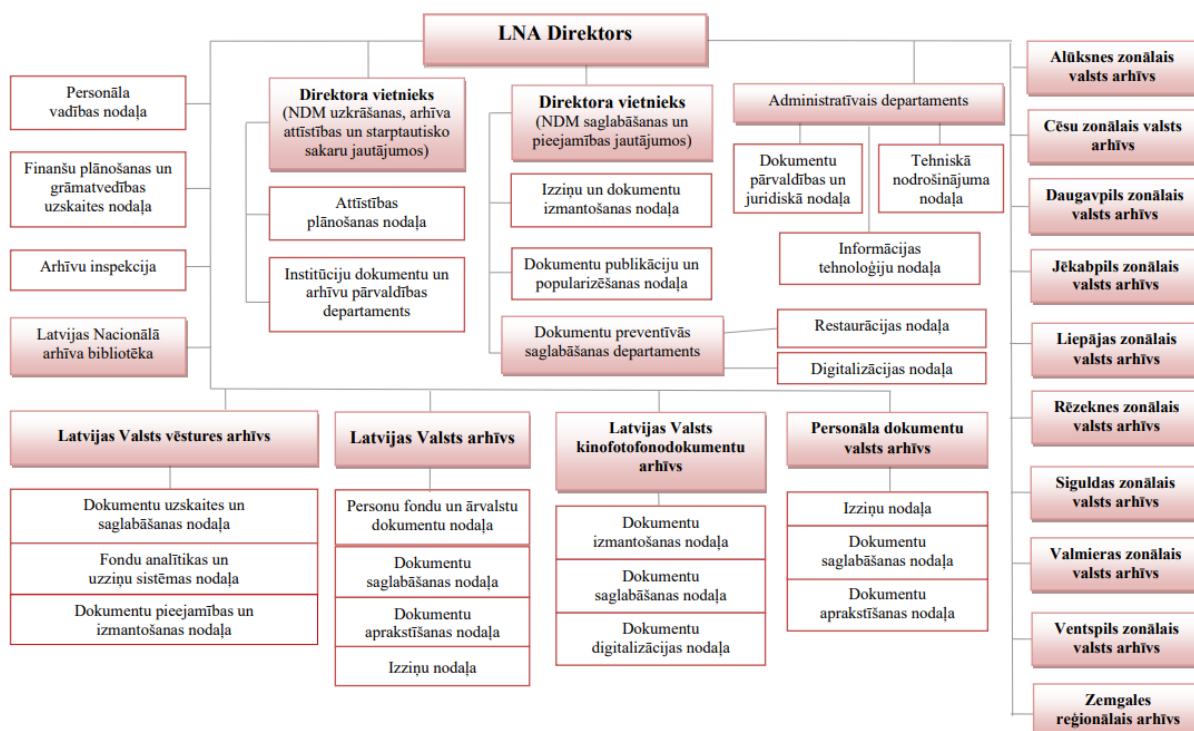 LNA Direktors
Personāla
vadības nodaļa
Finanšu plānošanas un
grāmatvedības
uzskaites nodaļa
Arhīvu inspekcija
Latvijas Nacionālā
arhīva bibliotēka
Direktora vietnieks
(NDM uzkrāšanas, arhīva
attīstības un starptautisko
sakaru jautājumos)
Attīstības
plānošanas nodaļa
Institūciju dokumentu un
arhīvu pārvaldības
departaments
Direktora vietnieks
(NDM saglabāšanas un
pieejamības jautājumos)
Izziņu un dokumentu
izmantošanas nodaļa
Dokumentu publikāciju un
popularizēšanas nodaļa
Dokumentu preventīvās
saglabāšanas departaments
Restaurācijas nodaļa
Digitalizācijas nodaļa
Administratīvais departaments
Dokumentu
pārvaldības un
juridiskā nodaļa
Tehniskā
nodrošinājuma
nodaļa
Informācijas
tehnoloģiju nodaļa
Latvijas Valsts vēstures arhīvs
Dokumentu uzskaites un
saglabāšanas nodaļa
Fondu analītikas un
uzziņu sistēmas nodaļa
Dokumentu pieejamības un
izmantošanas nodaļa
Latvijas Valsts arhīvs
Personu fondu un ārvalstu
dokumentu nodaļa
Dokumentu
saglabāšanas nodaļa
Dokumentu
aprakstīšanas nodaļa
Izziņu nodaļa
Latvijas Valsts
kinofotofonodokumentu
arhīvs
Dokumentu
izmantošanas nodaļa
Dokumentu
saglabāšanas nodaļa
Dokumentu
digitalizācijas nodaļa
Personāla dokumentu
valsts arhīvs
Izziņu nodaļa
Dokumentu
saglabāšanas nodaļa
Dokumentu
aprakstīšanas nodaļa
Alūksnes zonālais
valsts arhīvs
Cēsu zonālais valsts
arhīvs
Daugavpils zonālais
valsts arhīvs
Jēkabpils zonālais
valsts arhīvs
Liepājas zonālais
valsts arhīvs
Rēzeknes zonālais
valsts arhīvs
Siguldas zonālais
valsts arhīvs
Valmieras zonālais
valsts arhīvs
Ventspils zonālais
valsts arhīvs
Zemgales
reģionālais arhīvs